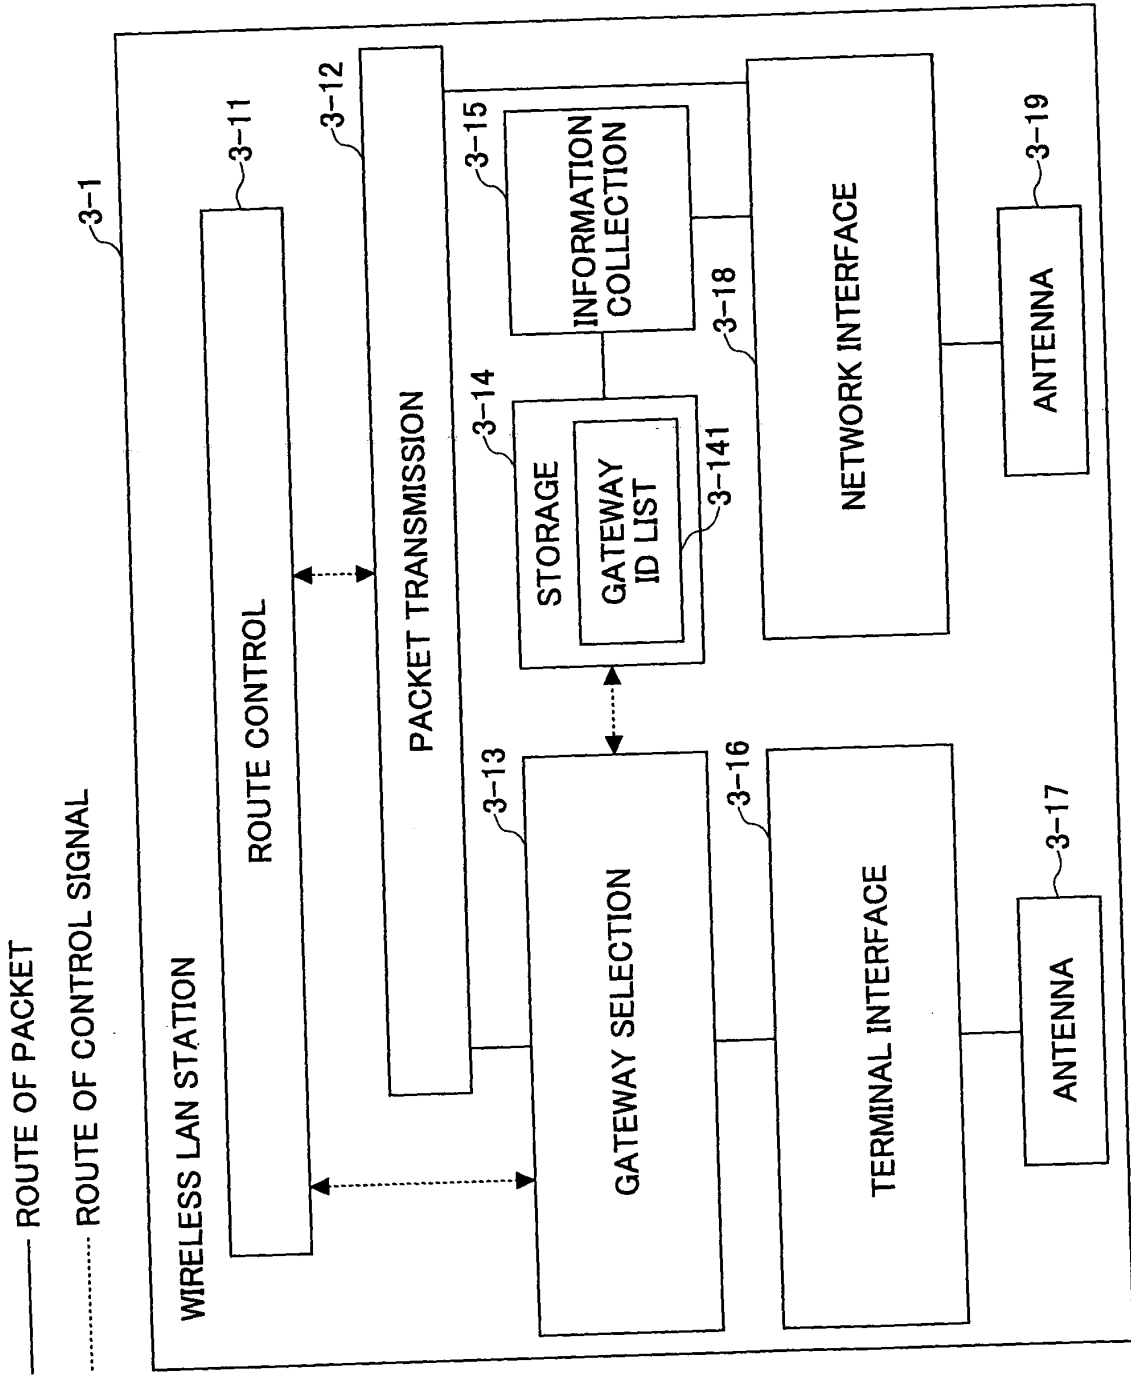 ROUTE OF PACKET
ROUTE OF CONTROL SIGNAL
3-1
WIRELESS LAN STATION
3-11
ROUTE CONTROL
3-12
PACKET TRANSMISSION
3-13
GATEWAY SELECTION
3-14
STORAGE
GATEWAY
ID LIST
3-141
3-15
INFORMATION
COLLECTION
3-16
TERMINAL INTERFACE
3-18
NETWORK INTERFACE
3-17
ANTENNA
3-19
ANTENNA